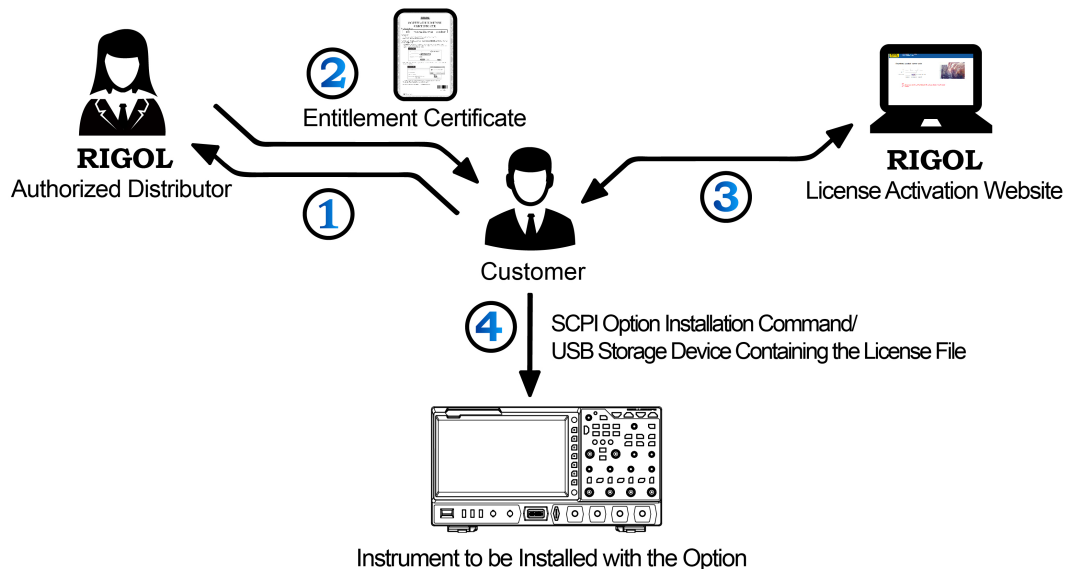 ②
Entitlement Certificate
RIGOL
Authorized Distributor
①
③
RIGOL
License Activation Website
Customer
④
SCPI Option Installation Command/
USB Storage Device Containing the License File
Instrument to be Installed with the Option